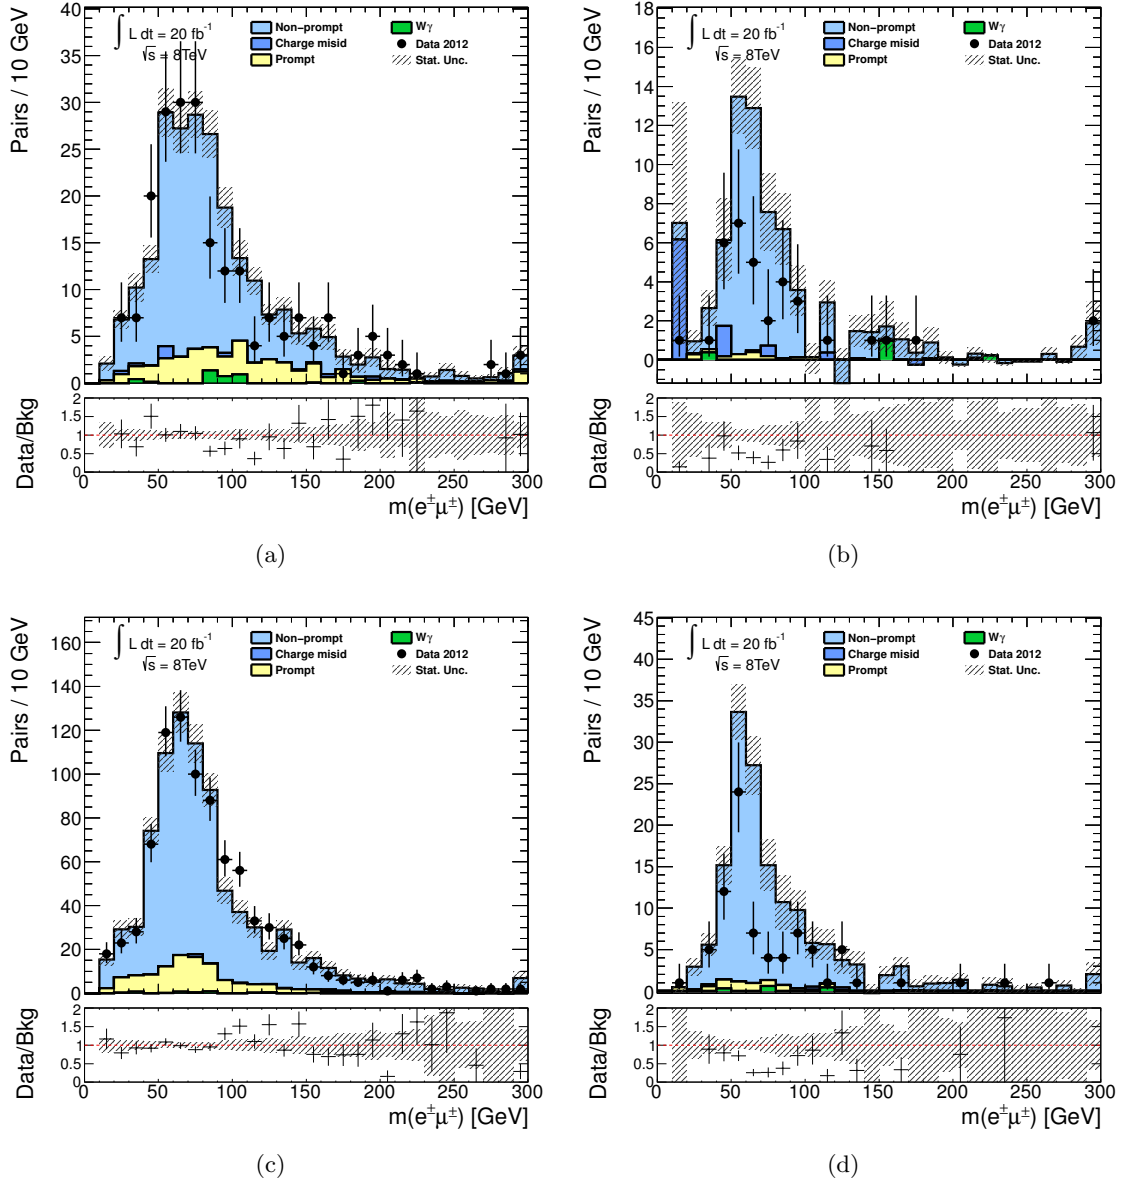 40
35
30
25
20
15
10
5
0
Pairs / 10 GeV
∫ L dt = 20 fb⁻¹
√s = 8TeV
Non−prompt
Charge misid
Prompt
Wγ
Data 2012
Stat. Unc.
2
1.5
1
0.5
0
Data/Bkg
0 50 100 150 200 250 300
m(e±μ±) [GeV]
(a)
18
16
14
12
10
8
6
4
2
0
Pairs / 10 GeV
∫ L dt = 20 fb⁻¹
√s = 8TeV
Non−prompt
Charge misid
Prompt
Wγ
Data 2012
Stat. Unc.
2
1.5
1
0.5
0
Data/Bkg
0 50 100 150 200 250 300
m(e±μ±) [GeV]
(b)
160
140
120
100
80
60
40
20
0
Pairs / 10 GeV
∫ L dt = 20 fb⁻¹
√s = 8TeV
Non−prompt
Charge misid
Prompt
Wγ
Data 2012
Stat. Unc.
2
1.5
1
0.5
0
Data/Bkg
0 50 100 150 200 250 300
m(e±μ±) [GeV]
(c)
45
40
35
30
25
20
15
10
5
0
Pairs / 10 GeV
∫ L dt = 20 fb⁻¹
√s = 8TeV
Non−prompt
Charge misid
Prompt
Wγ
Data 2012
Stat. Unc.
2
1.5
1
0.5
0
Data/Bkg
0 50 100 150 200 250 300
m(e±μ±) [GeV]
(d)